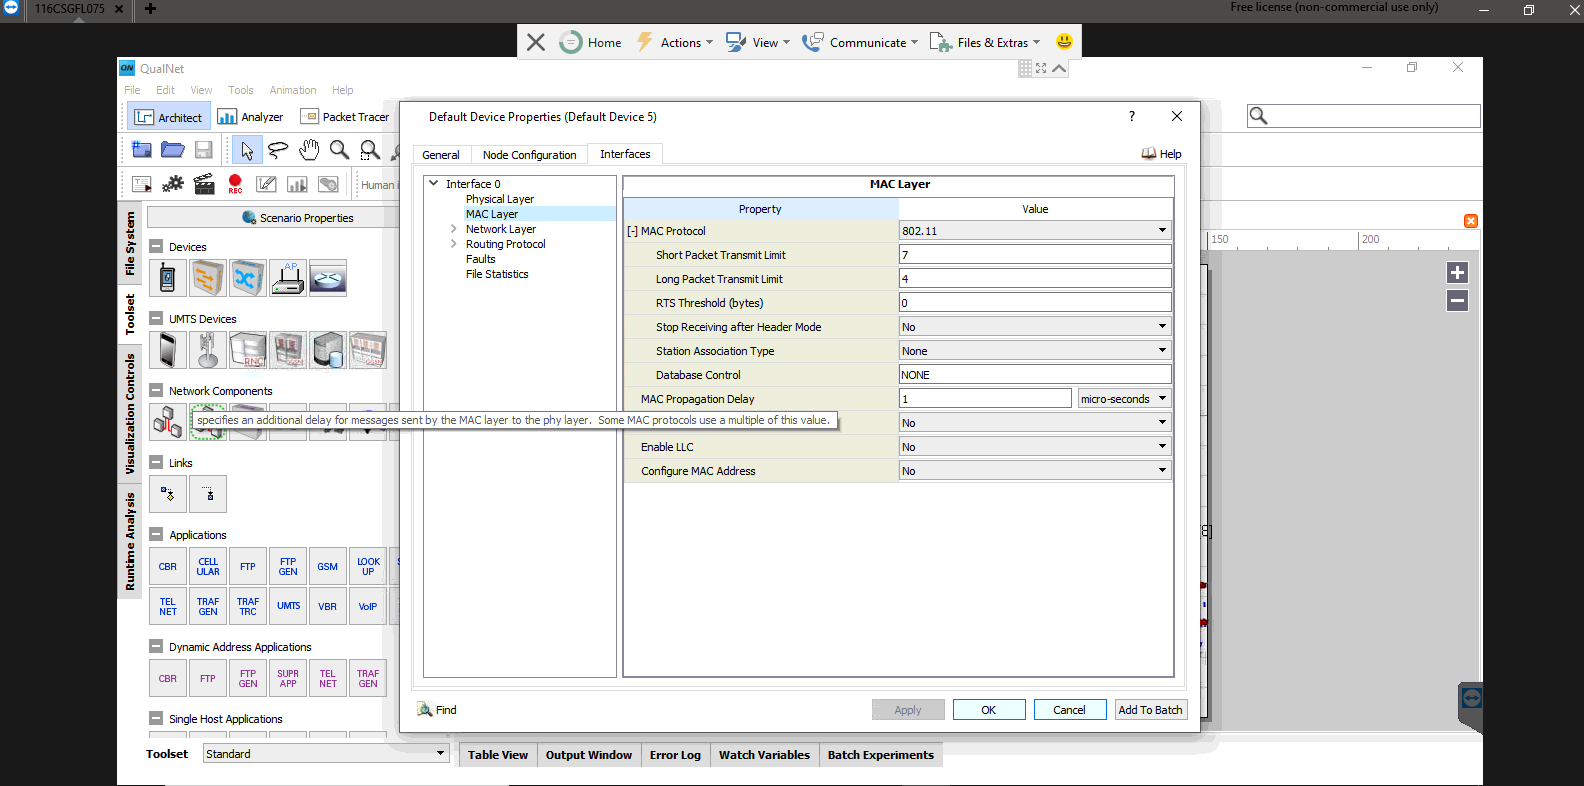 116CSGFL075
Free license (non-commercial use only)
Home
Actions
View
Communicate
Files & Extras
QN QualNet
File Edit View Tools Animation Help
Architect
Analyzer
Packet Tracer
REC
Human i
Default Device Properties (Default Device 5)
?
General
Node Configuration
Interfaces
Help
File System
Toolset
Visualization Controls
Runtime Analysis
Scenario Properties
Devices
AP
UMTS Devices
RNC
Network Components
Links
Applications
CBR
CELL
ULAR
FTP
FTP
GEN
GSM
LOOK
UP
TEL
NET
TRAF
GEN
TRAF
TRC
UMTS
VBR
VoIP
Dynamic Address Applications
CBR
FTP
FTP
GEN
SUPR
APP
TEL
NET
TRAF
GEN
Single Host Applications
Toolset
Standard
Interface 0
Physical Layer
MAC Layer
Network Layer
Routing Protocol
Faults
File Statistics
MAC Layer
Property Value
[-] MAC Protocol 802.11
Short Packet Transmit Limit 7
Long Packet Transmit Limit 4
RTS Threshold (bytes) 0
Stop Receiving after Header Mode No
Station Association Type None
Database Control NONE
MAC Propagation Delay 1 micro-seconds
specifies an additional delay for messages sent by the MAC layer to the phy layer. Some MAC protocols use a multiple of this value.
No
Enable LLC No
Configure MAC Address No
150
200
8]
Find
Apply
OK
Cancel
Add To Batch
Table View
Output Window
Error Log
Watch Variables
Batch Experiments